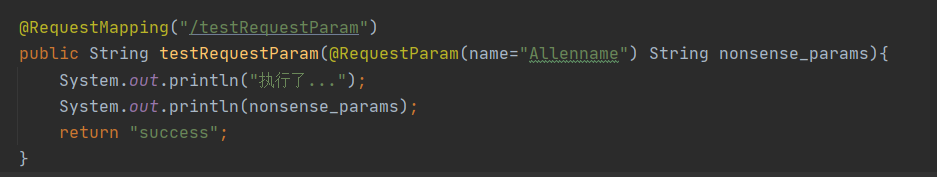 @RequestMapping("/testRequestParam")
public String testRequestParam(@RequestParam(name="Allenname") String nonsense_params){
    System.out.println("执行了...");
    System.out.println(nonsense_params);
    return "success";
}